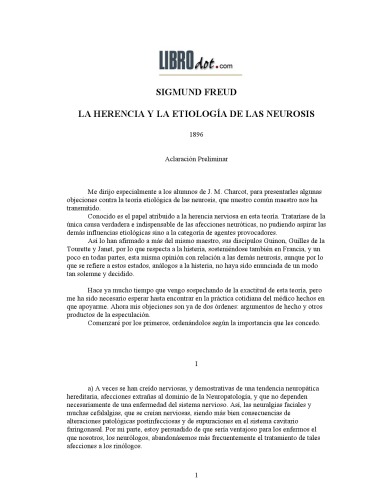 LIBROdot.com
SIGMUND FREUD
LA HERENCIA Y LA ETIOLOGÍA DE LAS NEUROSIS
1896
Aclaración Preliminar
Me dirijo especialmente a los alumnos de J. M. Charcot, para presentarles algunas
objeciones contra la teoría etiológica de las neurosis, que nuestro común maestro nos ha
transmitido.
Conocido es el papel atribuido a la herencia nerviosa en esta teoría. Trataríase de la
única causa verdadera e indispensable de las afecciones neuróticas, no pudiendo aspirar las
demás influencias etiológicas sino a la categoría de agentes provocadores.
Así lo han afirmado a más del mismo maestro, sus discípulos Guinon, Guilles de la
Tourette y Janet, por lo que respecta a la histeria, sosteniéndose también en Francia, y un
poco en todas partes, esta misma opinión con relación a las demás neurosis, aunque por lo
que se refiere a estos estados, análogos a la histeria, no haya sido enunciada de un modo
tan solemne y decidido.
Hace ya mucho tiempo que vengo sospechando de la exactitud de esta teoría, pero
me ha sido necesario esperar hasta encontrar en la práctica cotidiana del médico hechos en
que apoyarme. Ahora mis objeciones son ya de dos órdenes: argumentos de hecho y otros
productos de la especulación.
Comenzaré por los primeros, ordenándolos según la importancia que les concedo.
1
a) A veces se han creído nerviosas, y demostrativas de una tendencia neuropática
hereditaria, afecciones extrañas al dominio de la Neuropatología, y que no dependen
necesariamente de una enfermedad del sistema nervioso. Así, las neuralgias faciales y
muchas cefalalgias, que se creían nerviosas, siendo más bien consecuencias de
alteraciones patológicas postinfecciosas y de supuraciones en el sistema cavitario
faringonasal. Por mi parte, estoy persuadido de que sería ventajoso para los enfermos el
que nosotros, los neurólogos, abandonásemos más frecuentemente el tratamiento de tales
afecciones a los rinólogos.
1